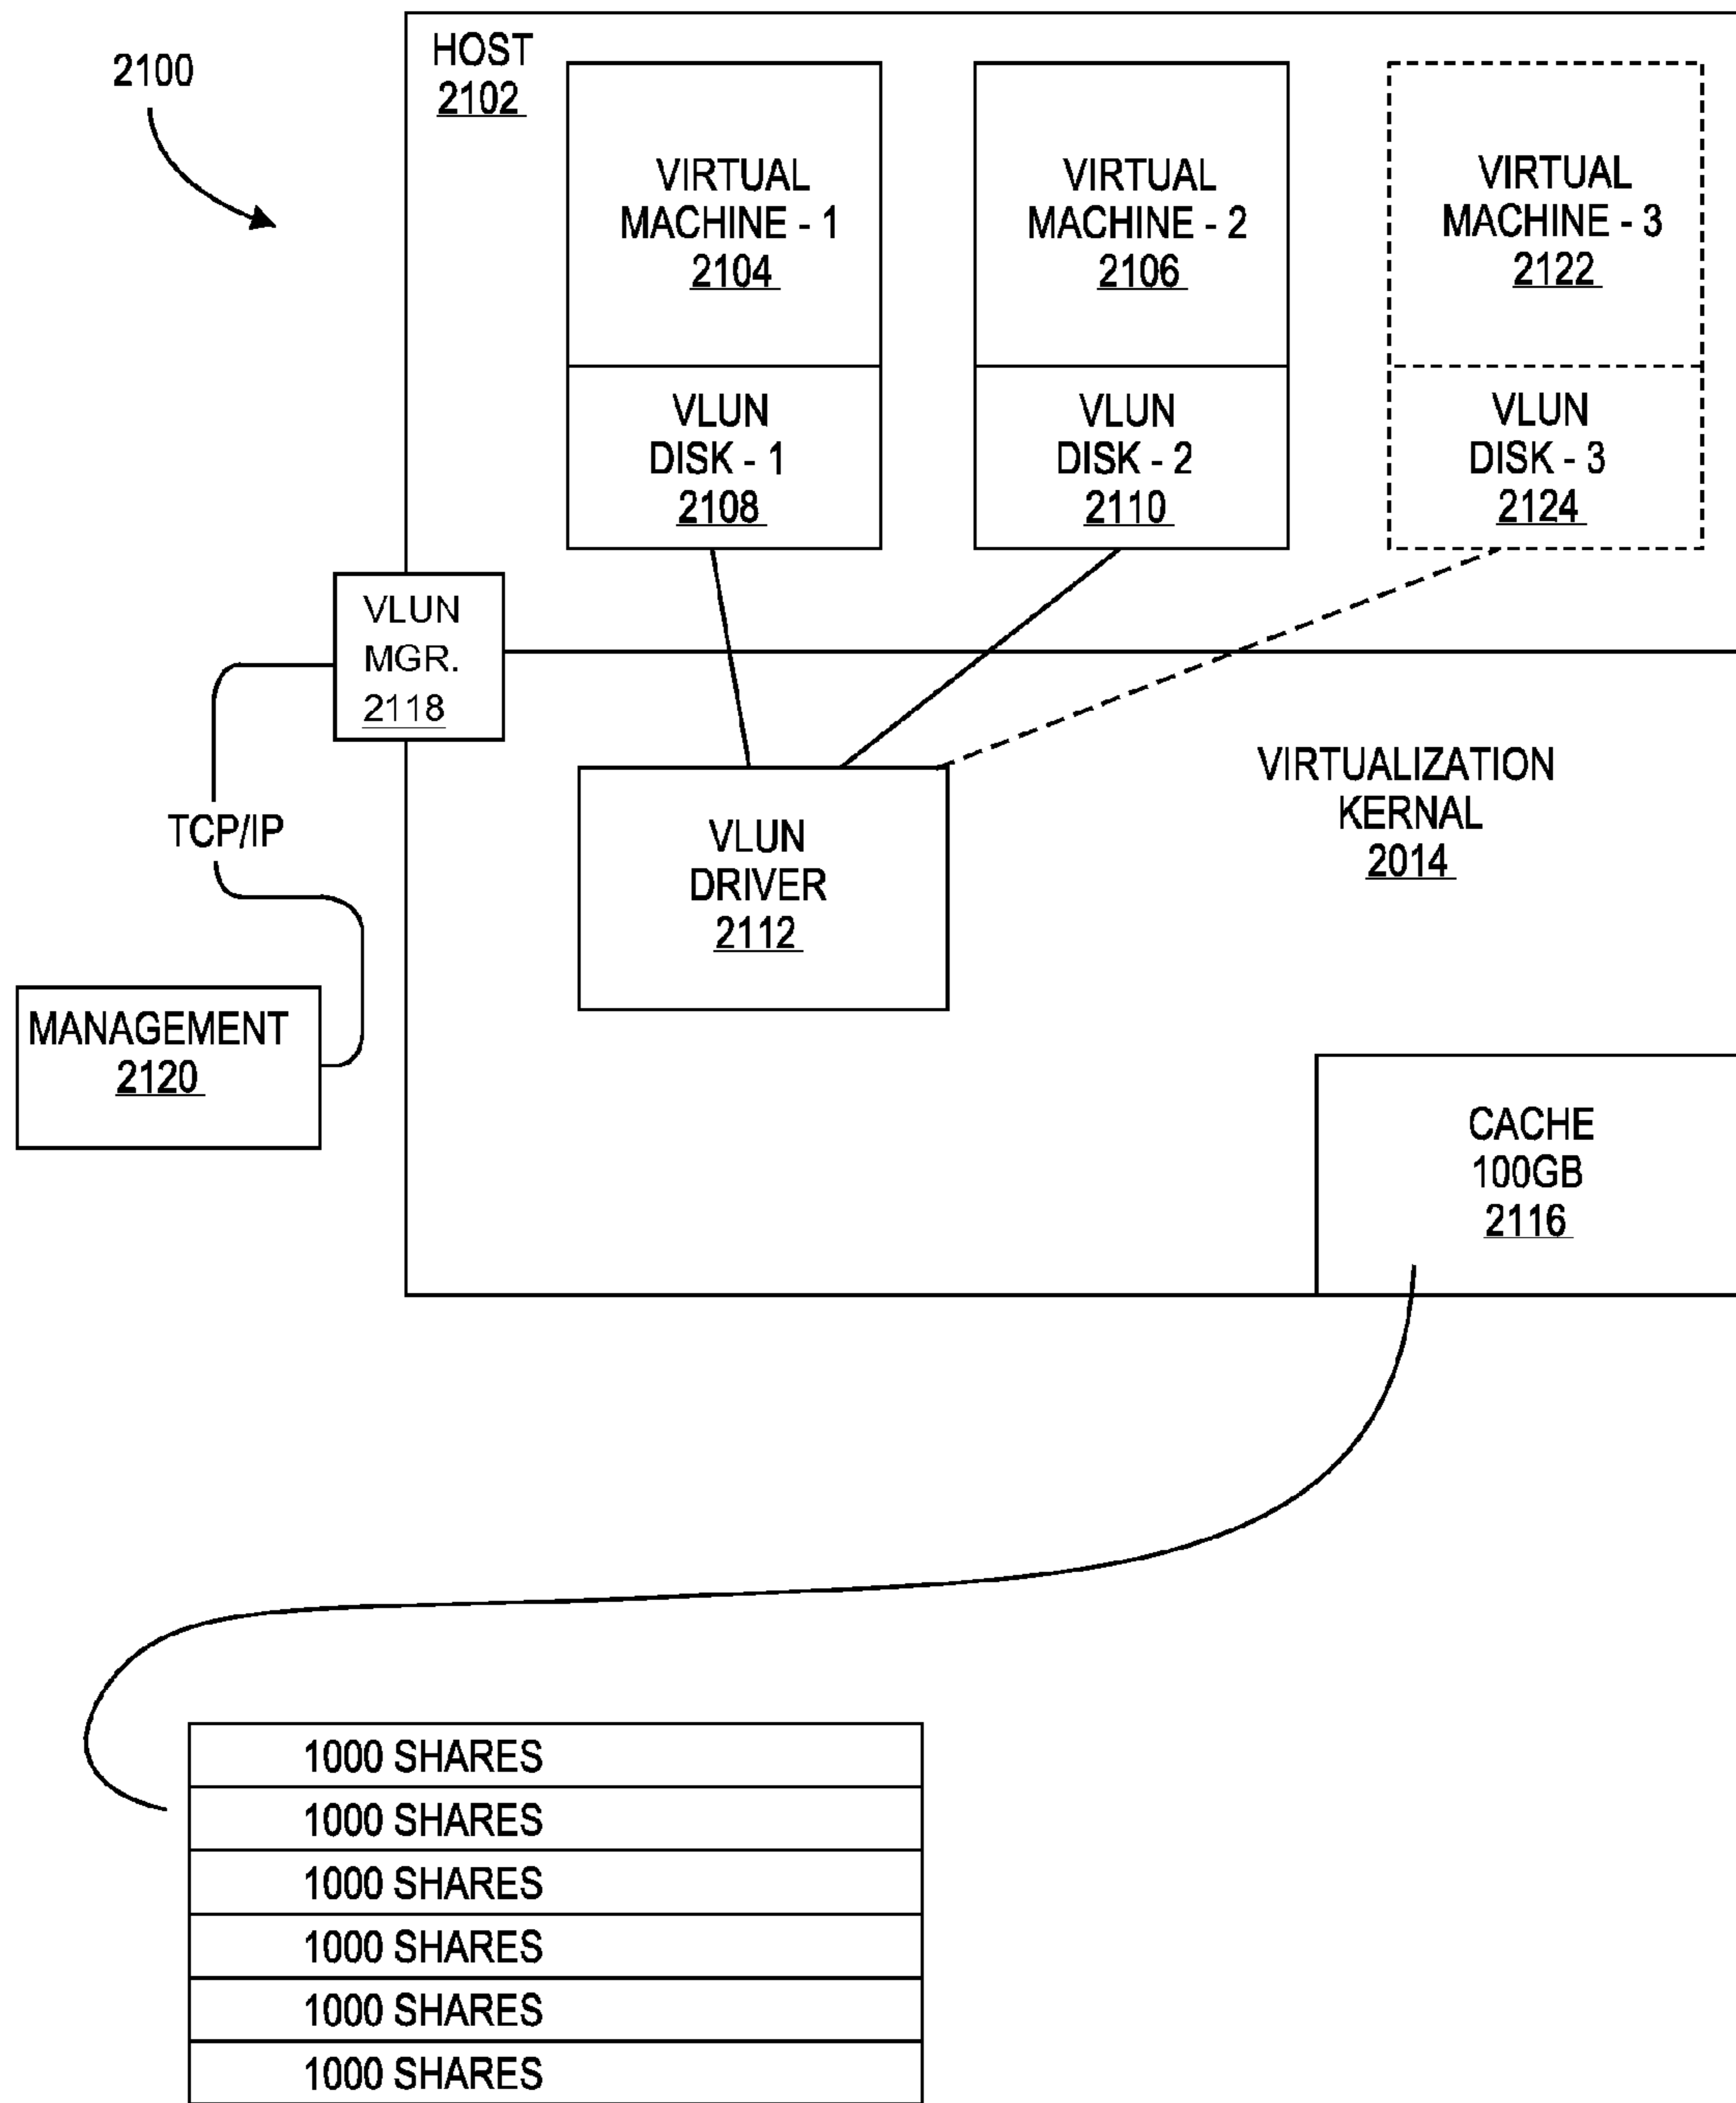 2100
HOST
2102
VIRTUAL
MACHINE - 1
2104
VIRTUAL
MACHINE - 2
2106
VIRTUAL
MACHINE - 3
2122
VLUN
DISK - 1
2108
VLUN
DISK - 2
2110
VLUN
DISK - 3
2124
VLUN
MGR.
2118
TCP/IP
VLUN
DRIVER
2112
VIRTUALIZATION
KERNAL
2014
MANAGEMENT
2120
CACHE
100GB
2116
1000 SHARES
1000 SHARES
1000 SHARES
1000 SHARES
1000 SHARES
1000 SHARES